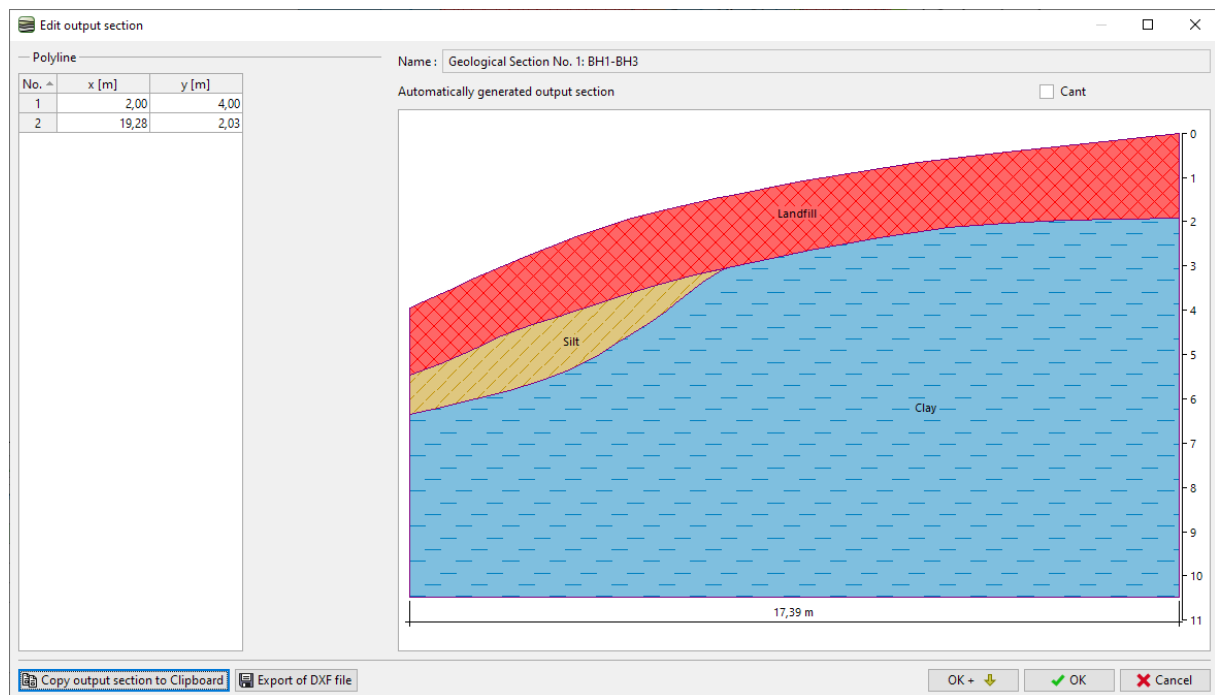 Edit output section
Polyline
No. x [m] y [m]
1 2,00 4,00
2 19,28 2,03
Name : Geological Section No. 1: BH1-BH3
Automatically generated output section Cant
Landfill
Silt
Clay
0
1
2
3
4
5
6
7
8
9
10
11
17,39 m
Copy output section to Clipboard Export of DXF file OK + OK Cancel